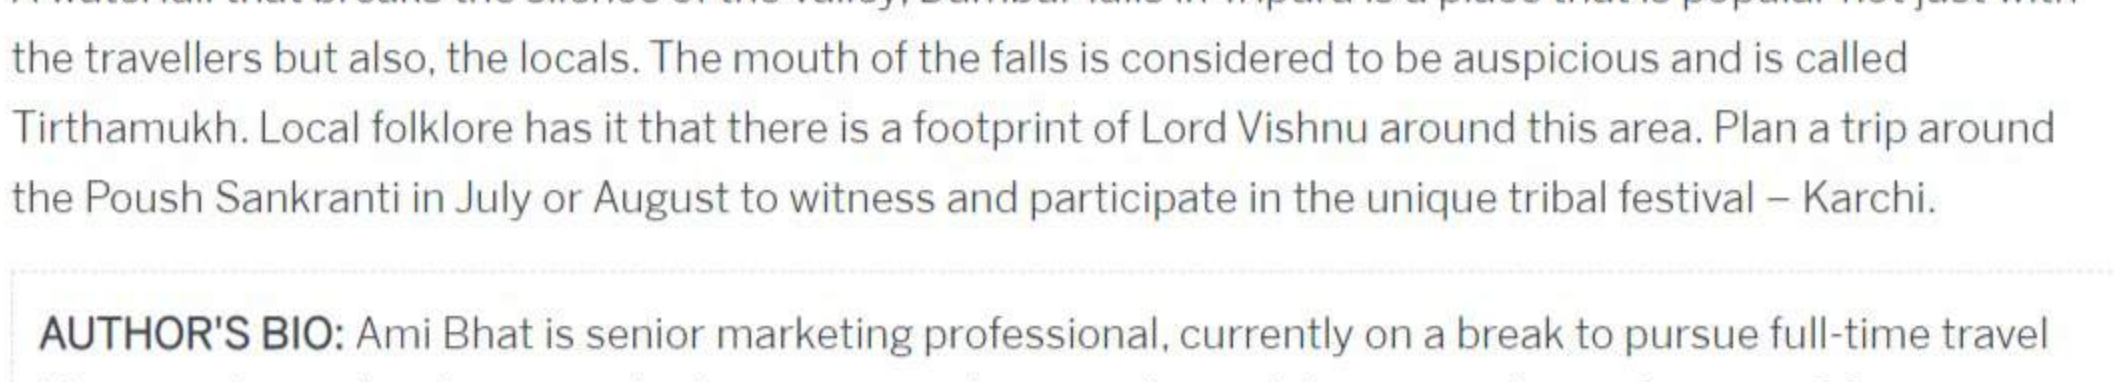 the travellers but also, the locals. The mouth of the falls is considered to be auspicious and is called
Tirthamukh. Local folklore has it that there is a footprint of Lord Vishnu around this area. Plan a trip around
the Poush Sankranti in July or August to witness and participate in the unique tribal festival – Karchi.
AUTHOR'S BIO: Ami Bhat is senior marketing professional, currently on a break to pursue full-time travel